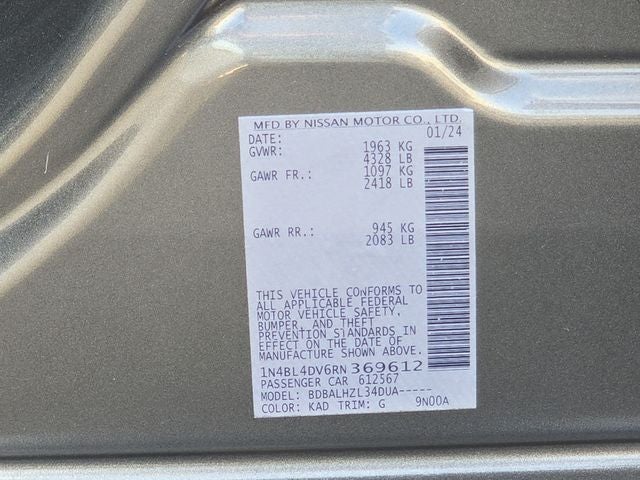 MFD BY NISSAN MOTOR CO., LTD.
DATE: 01/24
GVWR: 1963 KG
4328 LB
GAWR FR.: 1097 KG
2418 LB
GAWR RR.: 945 KG
2083 LB
THIS VEHICLE CONFORMS TO
ALL APPLICABLE FEDERAL
MOTOR VEHICLE SAFETY,
BUMPER, AND THEFT
PREVENTION STANDARDS IN
EFFECT ON THE DATE OF
MANUFACTURE SHOWN ABOVE.
1N4BL4DV6RN369612
PASSENGER CAR 612567
MODEL: BDBALHZL34DUA-----
COLOR: KAD TRIM: G 9N00A